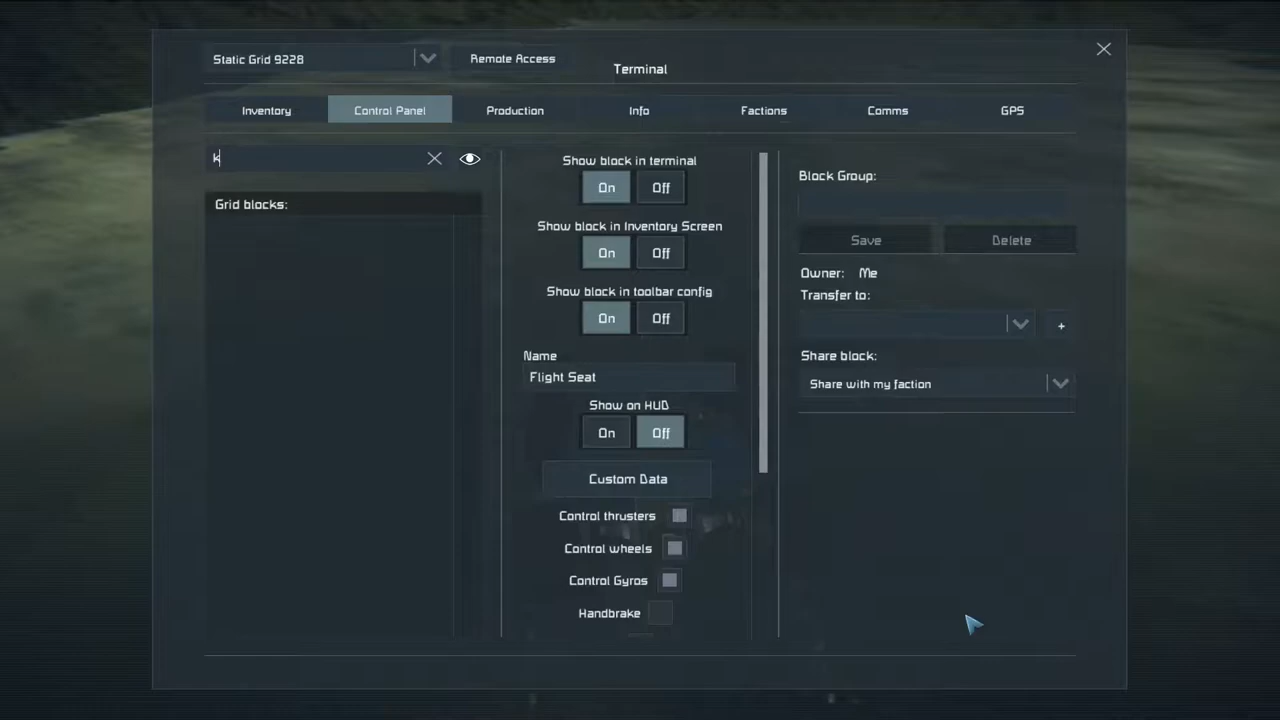 Static Grid 9228
Remote Access
Terminal
Inventory
Control Panel
Production
Info
Factions
Comms
GPS
k
Grid blocks:
Show block in terminal
On Off
Show block in Inventory Screen
On Off
Show block in toolbar config
On Off
Name
Flight Seat
Show on HUD
On Off
Custom Data
Control thrusters
Control wheels
Control Gyros
Handbrake
Block Group:
Save Delete
Owner: Me
Transfer to:
+
Share block:
Share with my faction